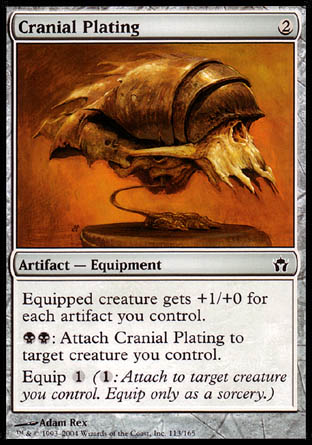 Cranial Plating 2
Artifact — Equipment
Equipped creature gets +1/+0 for
each artifact you control.
: Attach Cranial Plating to
target creature you control.
Equip 1 (1: Attach to target creature
you control. Equip only as a sorcery.)
Adam Rex
™ & © 1993-2004 Wizards of the Coast, Inc. 113/165